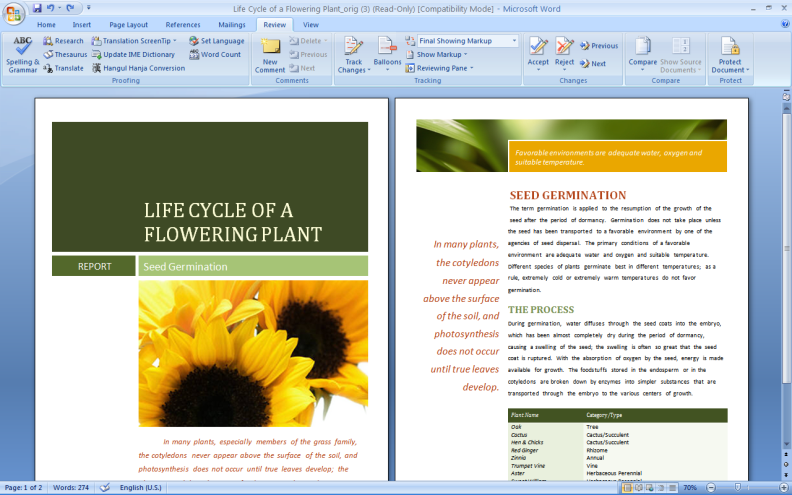 Life Cycle of a Flowering Plant_orig (3) (Read-Only) [Compatibility Mode] - Microsoft Word
Home Insert Page Layout References Mailings Review View
ABC
Spelling & Grammar
Research
Thesaurus
Translate
Translation ScreenTip
Update IME Dictionary
Hangul Hanja Conversion
Set Language
ABC 123 Word Count
Proofing
New Comment
Delete
Previous
Next
Comments
Track Changes
Balloons
Final Showing Markup
Show Markup
Reviewing Pane
Tracking
Accept
Reject
Previous
Next
Changes
Compare
Show Source Documents
Compare
Protect Document
Protect
LIFE CYCLE OF A
FLOWERING PLANT
REPORT
Seed Germination
In many plants, especially members of the grass family,
the cotyledons never appear above the surface of the soil, and
photosynthesis does not occur until true leaves develop; the
Favorable environments are adequate water, oxygen and
suitable temperature.
In many plants,
the cotyledons
never appear
above the surface
of the soil, and
photosynthesis
does not occur
until true leaves
develop.
SEED GERMINATION
The term germination is applied to the resumption of the growth of the
seed after the period of dormancy. Germination does not take place unless
the seed has been transported to a favorable environment by one of the
agencies of seed dispersal. The primary conditions of a favorable
environment are adequate water and oxygen and suitable temperature.
Different species of plants germinate best in different temperatures; as a
rule, extremely cold or extremely warm temperatures do not favor
germination.
THE PROCESS
During germination, water diffuses through the seed coats into the embryo,
which has been almost completely dry during the period of dormancy,
causing a swelling of the seed; the swelling is often so great that the seed
coat is ruptured. With the absorption of oxygen by the seed, energy is made
available for growth. The foodstuffs stored in the endosperm or in the
cotyledons are broken down by enzymes into simpler substances that are
transported through the embryo to the various centers of growth.
Plant Name Category /Type
Oak Tree
Cactus Cactus/Succulent
Hen & Chicks Cactus/Succulent
Red Ginger Rhizome
Zinnia Annual
Trumpet Vine Vine
Aster Herbaceous Perennial
Page: 1 of 2 Words: 274 English (U.S.) 70%